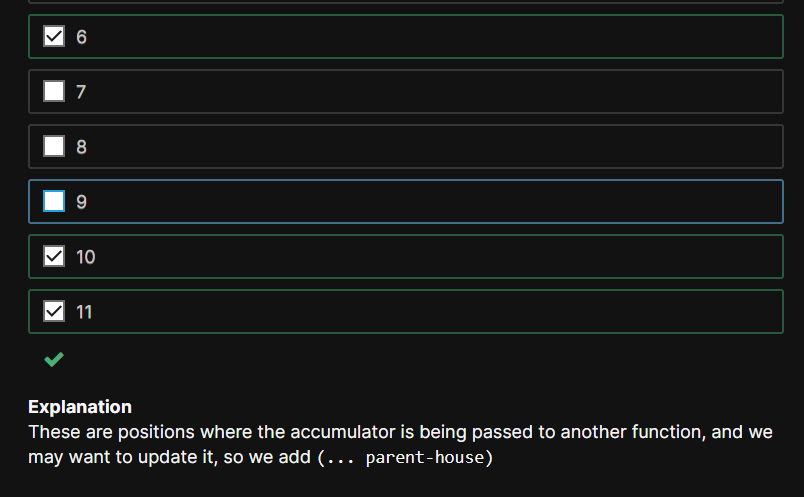 6
7
8
9
10
11
Explanation
These are positions where the accumulator is being passed to another function, and we
may want to update it, so we add (... parent-house)